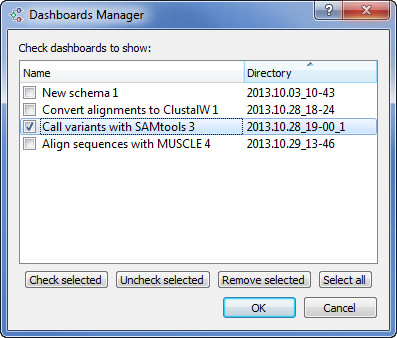 Dashboards Manager
Check dashboards to show:
Name Directory
New schema 1 2013.10.03_10-43
Convert alignments to ClustalW 1 2013.10.28_18-24
Call variants with SAMtools 3 2013.10.28_19-00_1
Align sequences with MUSCLE 4 2013.10.29_13-46
Check selected Uncheck selected Remove selected Select all
OK Cancel